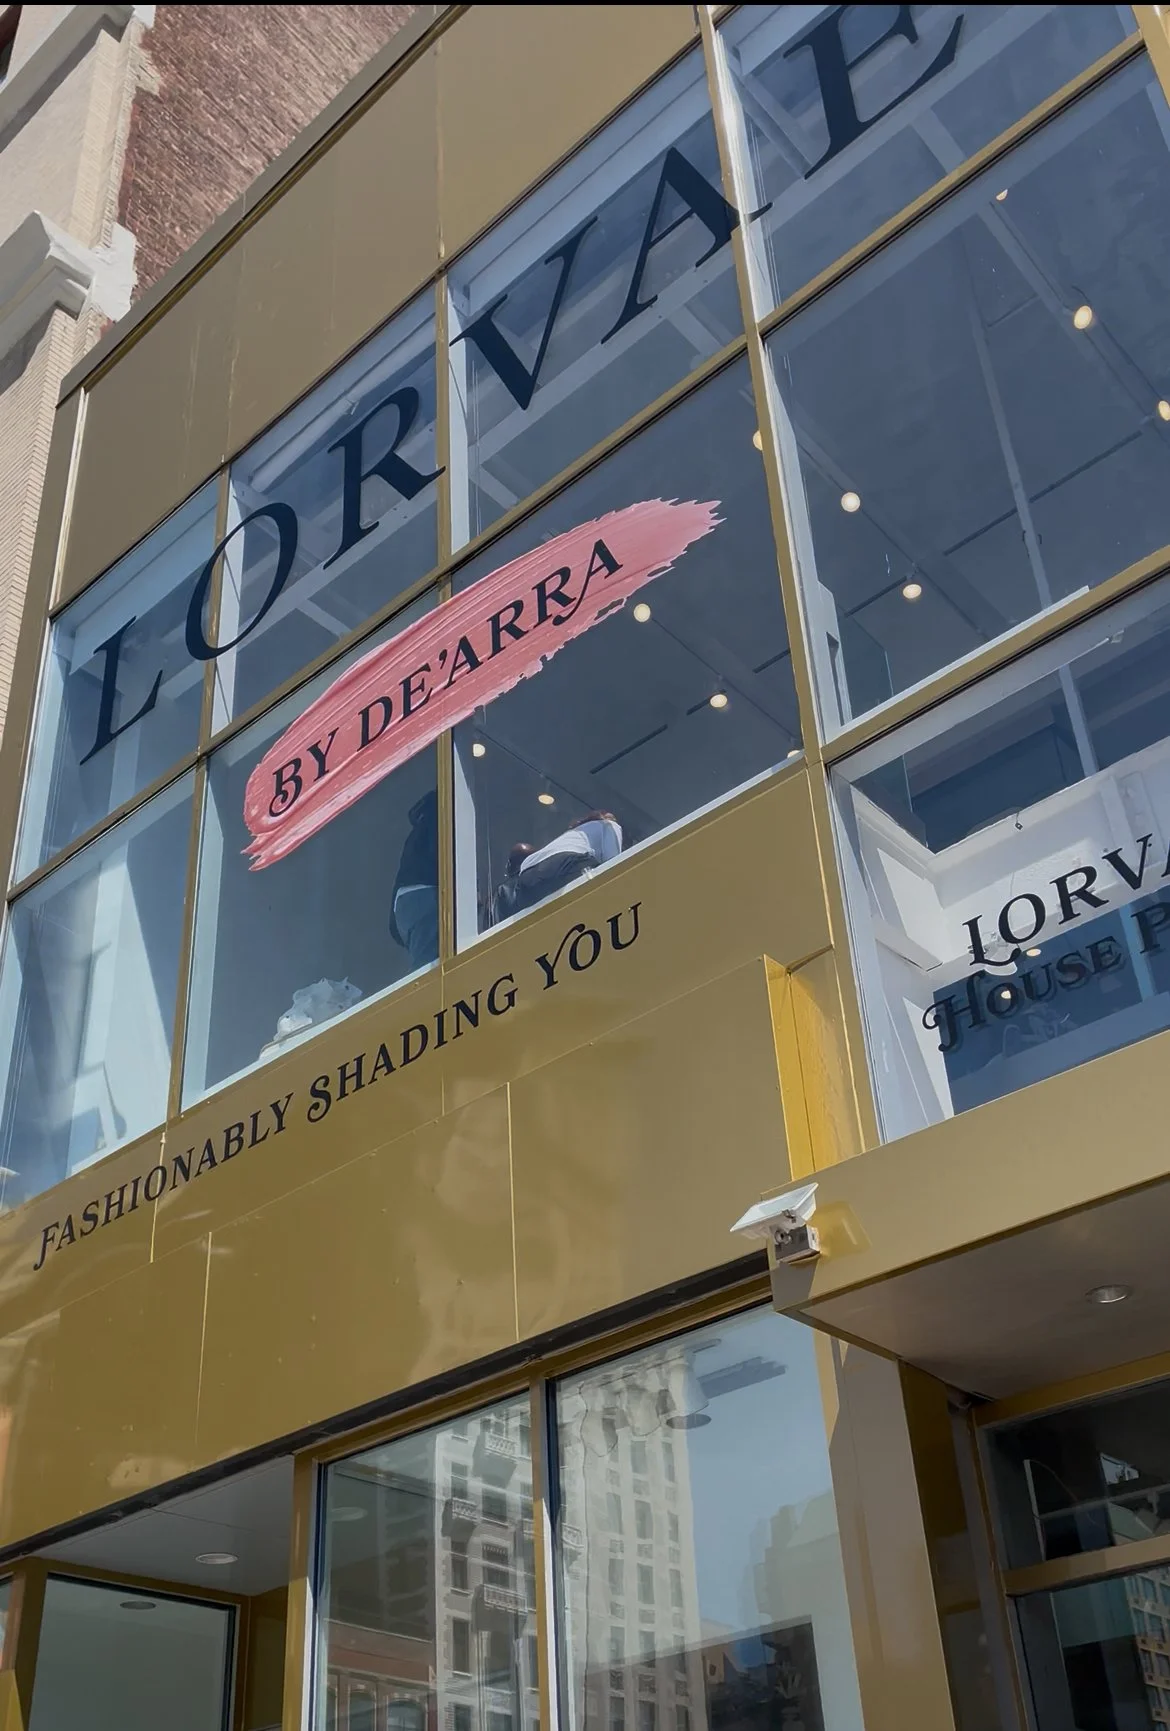 LORVAE
BY DE'ARRA
FASHIONABLY SHADING YOU
LORVA
HOUSE P